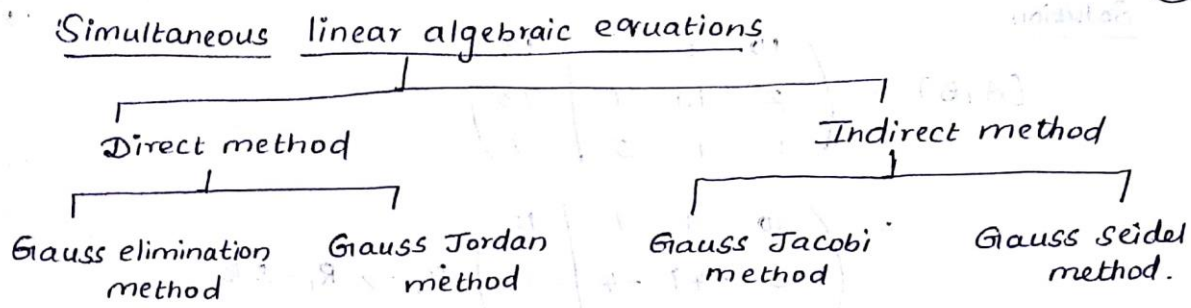 Simultaneous linear algebraic equations.
Direct method
Indirect method
Gauss elimination method
Gauss Jordan method
Gauss Jacobi method
Gauss Seidel method.